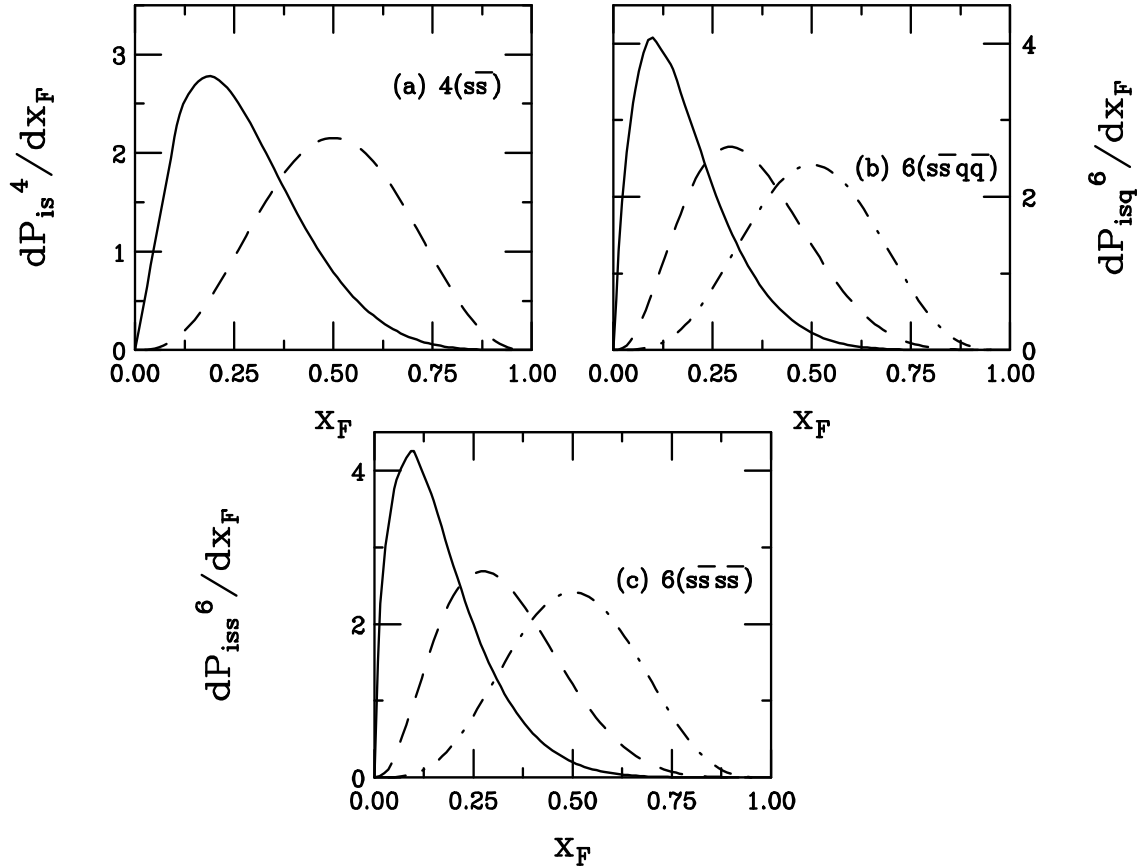 dP_is^4/dx_F
3
2
1
0
(a) 4(ss̅)
0.00 0.25 0.50 0.75 1.00
x_F
4
2
0
(b) 6(ss̅qq̅)
0.00 0.25 0.50 0.75 1.00
x_F
dP_isq^6/dx_F
dP_iss^6/dx_F
4
2
0
(c) 6(ss̅ss̅)
0.00 0.25 0.50 0.75 1.00
x_F